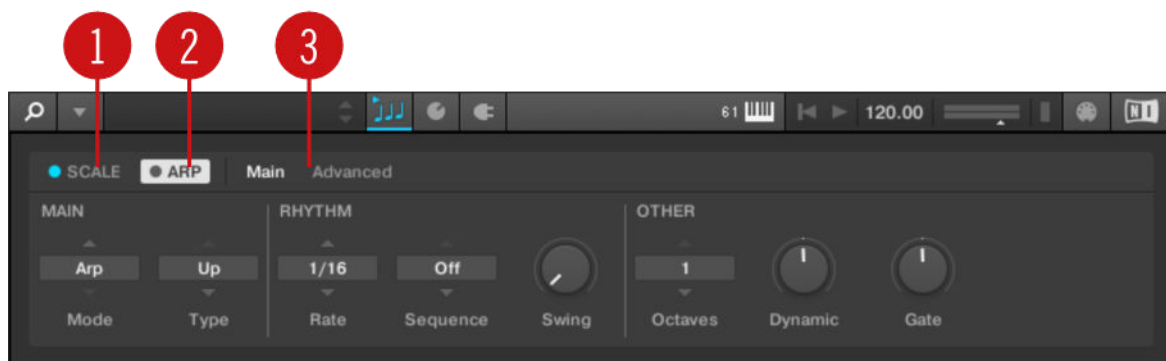 1 2 3
61 120.00 NI
SCALE ARP Main Advanced
MAIN RHYTHM OTHER
Arp Up 1/16 Off 1
Mode Type Rate Sequence Swing Octaves Dynamic Gate